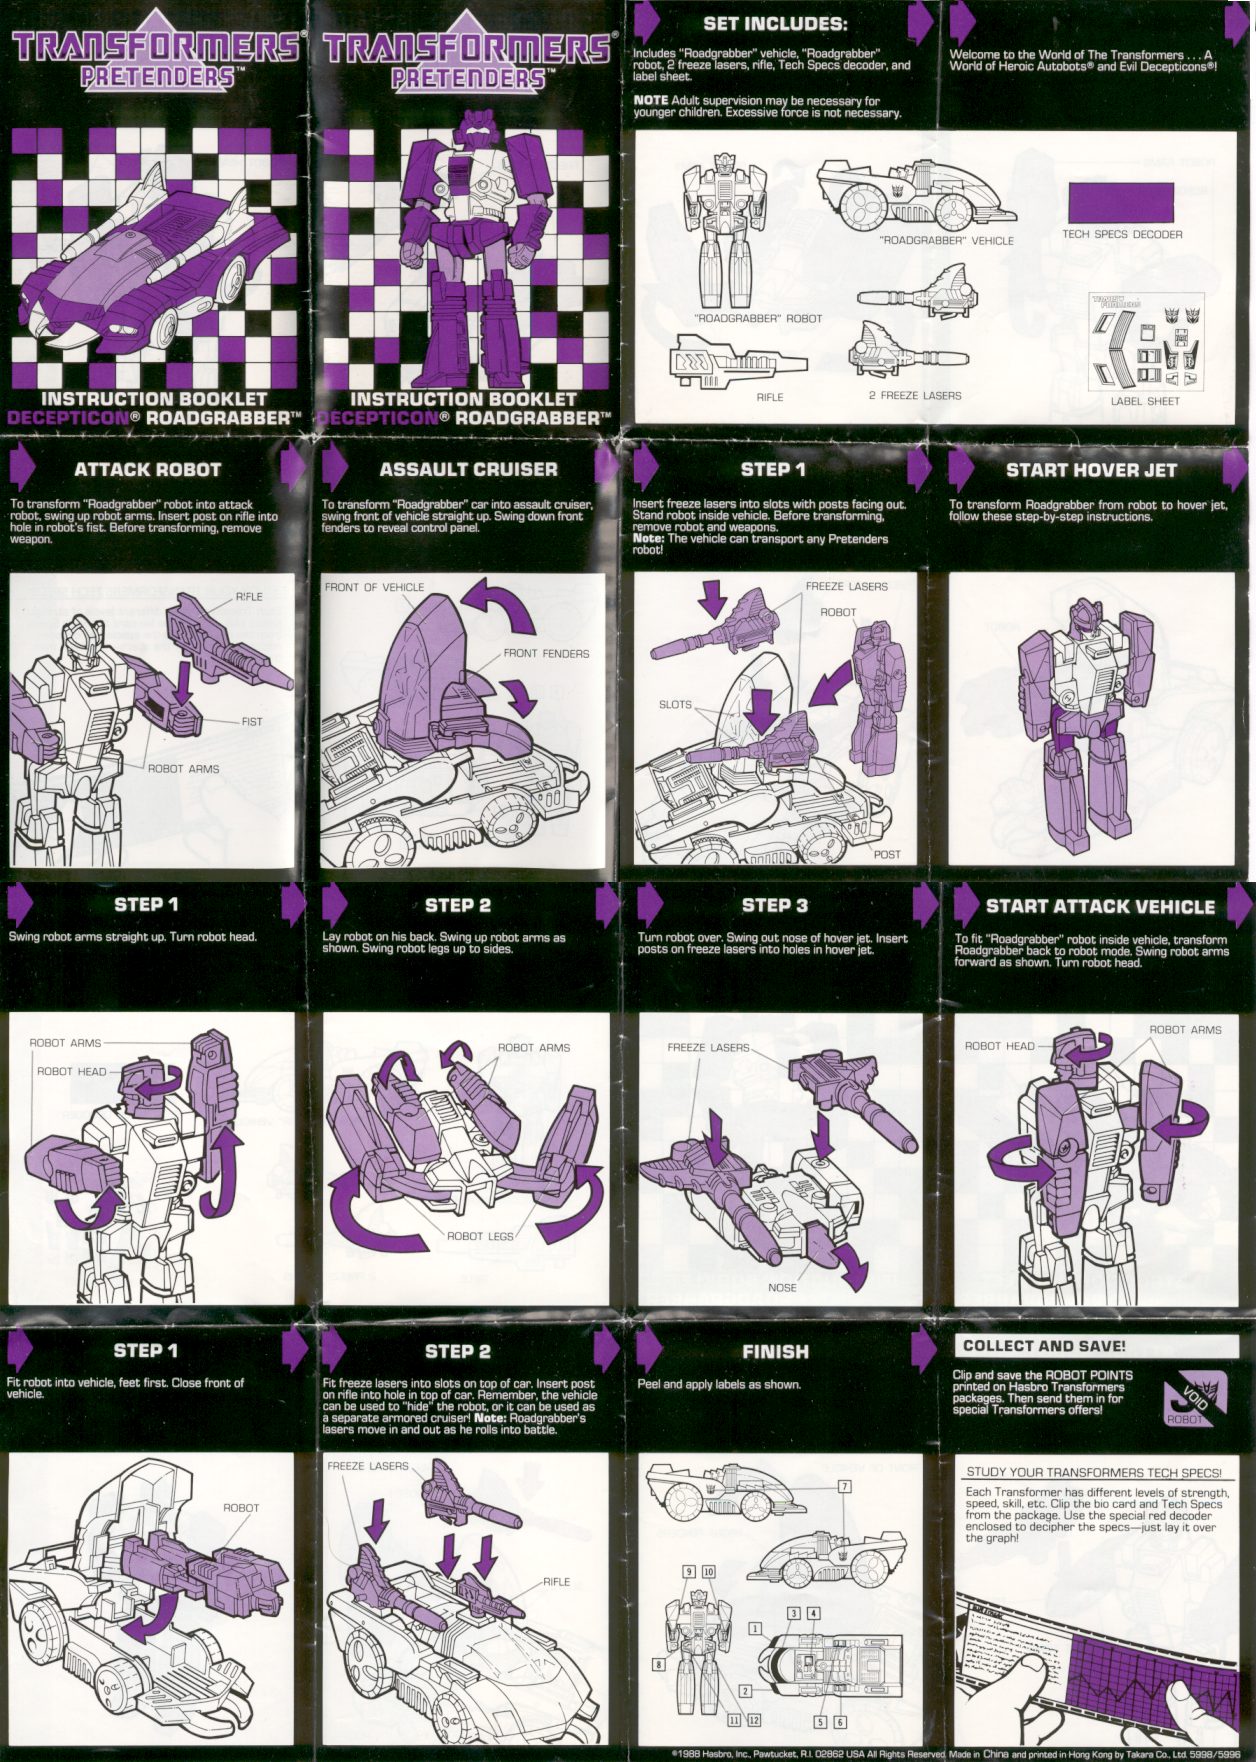 TRANSFORMERS®
PRETENDERS™
INSTRUCTION BOOKLET
DECEPTICON® ROADGRABBER™
TRANSFORMERS®
PRETENDERS™
INSTRUCTION BOOKLET
DECEPTICON® ROADGRABBER™
SET INCLUDES:
Includes "Roadgrabber" vehicle, "Roadgrabber"
robot, 2 freeze lasers, rifle, Tech Specs decoder, and
label sheet.
NOTE Adult supervision may be necessary for
younger children. Excessive force is not necessary.
Welcome to the World of The Transformers . . . A
World of Heroic Autobots® and Evil Decepticons®!
"ROADGRABBER" VEHICLE
TECH SPECS DECODER
"ROADGRABBER" ROBOT
RIFLE
2 FREEZE LASERS
TRANSFORMERS
LABEL SHEET
ATTACK ROBOT
To transform "Roadgrabber" robot into attack
robot, swing up robot arms. Insert post on rifle into
hole in robot's fist. Before transforming, remove
weapon.
RIFLE
FIST
ROBOT ARMS
ASSAULT CRUISER
To transform "Roadgrabber" car into assault cruiser,
swing front of vehicle straight up. Swing down front
fenders to reveal control panel.
FRONT OF VEHICLE
FRONT FENDERS
STEP 1
Insert freeze lasers into slots with posts facing out.
Stand robot inside vehicle. Before transforming,
remove robot and weapons.
Note: The vehicle can transport any Pretenders
robot!
FREEZE LASERS
ROBOT
SLOTS
POST
START HOVER JET
To transform Roadgrabber from robot to hover jet,
follow these step-by-step instructions.
STEP 1
Swing robot arms straight up. Turn robot head.
ROBOT ARMS
ROBOT HEAD
STEP 2
Lay robot on his back. Swing up robot arms as
shown. Swing robot legs up to sides.
ROBOT ARMS
ROBOT LEGS
STEP 3
Turn robot over. Swing out nose of hover jet. Insert
posts on freeze lasers into holes in hover jet.
FREEZE LASERS
NOSE
START ATTACK VEHICLE
To fit "Roadgrabber" robot inside vehicle, transform
Roadgrabber back to robot mode. Swing robot arms
forward as shown. Turn robot head.
ROBOT ARMS
ROBOT HEAD
STEP 1
Fit robot into vehicle, feet first. Close front of
vehicle.
ROBOT
STEP 2
Fit freeze lasers into slots on top of car. Insert post
on rifle into hole in top of car. Remember, the vehicle
can be used to "hide" the robot, or it can be used as
a separate armored cruiser! Note: Roadgrabber's
lasers move in and out as he rolls into battle.
FREEZE LASERS
RIFLE
FINISH
Peel and apply labels as shown.
7
9 10
3 4
1
8
2
11 12
5 6
COLLECT AND SAVE!
Clip and save the ROBOT POINTS
printed on Hasbro Transformers
packages. Then send them in for
special Transformers offers!
VOID
ROBOT
STUDY YOUR TRANSFORMERS TECH SPECS!
Each Transformer has different levels of strength,
speed, skill, etc. Clip the bio card and Tech Specs
from the package. Use the special red decoder
enclosed to decipher the specs—just lay it over
the graph!
©1988 Hasbro, Inc., Pawtucket, R.I. 02862 USA All Rights Reserved. Made in China and printed in Hong Kong by Takara Co., Ltd. 5998/5996